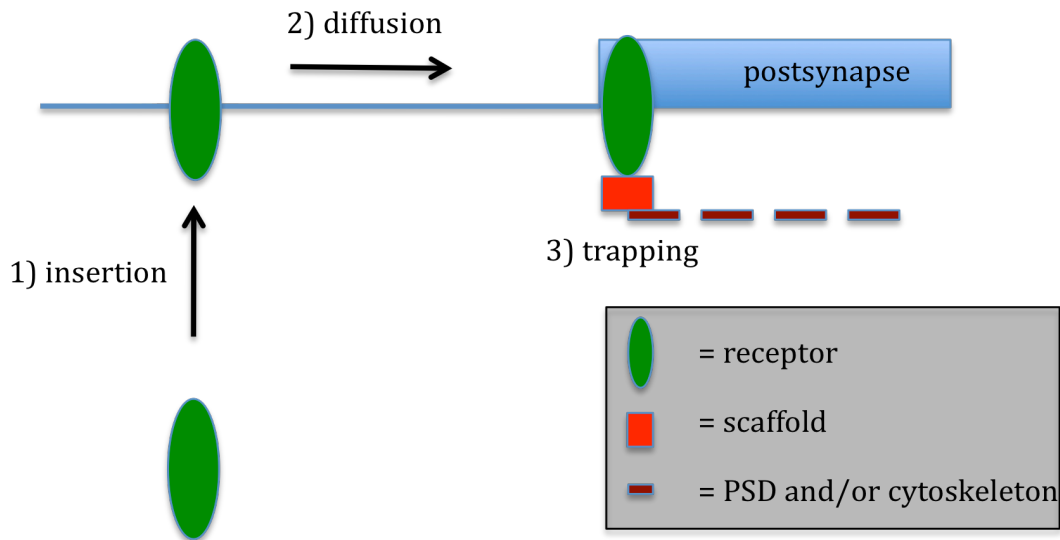 2) diffusion
postsynapse
1) insertion
3) trapping
= receptor
= scaffold
= PSD and/or cytoskeleton